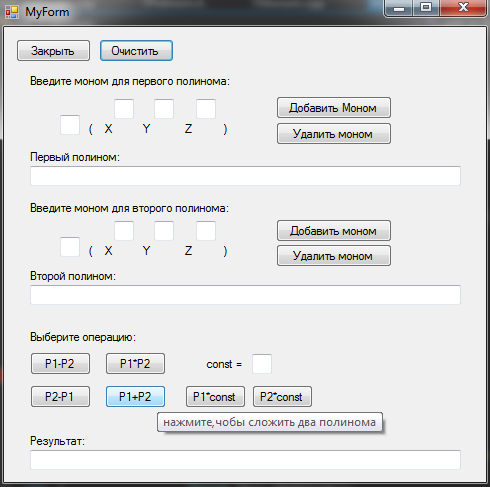 MyForm
Закрыть Очистить
Введите моном для первого полинома:
Добавить Моном
( X Y Z )
Удалить моном
Первый полином:
Введите моном для второго полинома:
Добавить моном
( X Y Z )
Удалить моном
Второй полином:
Выберите операцию:
P1-P2 P1*P2 const =
P2-P1 P1+P2 P1*const P2*const
нажмите,чобы сложить два полинома
Результат: